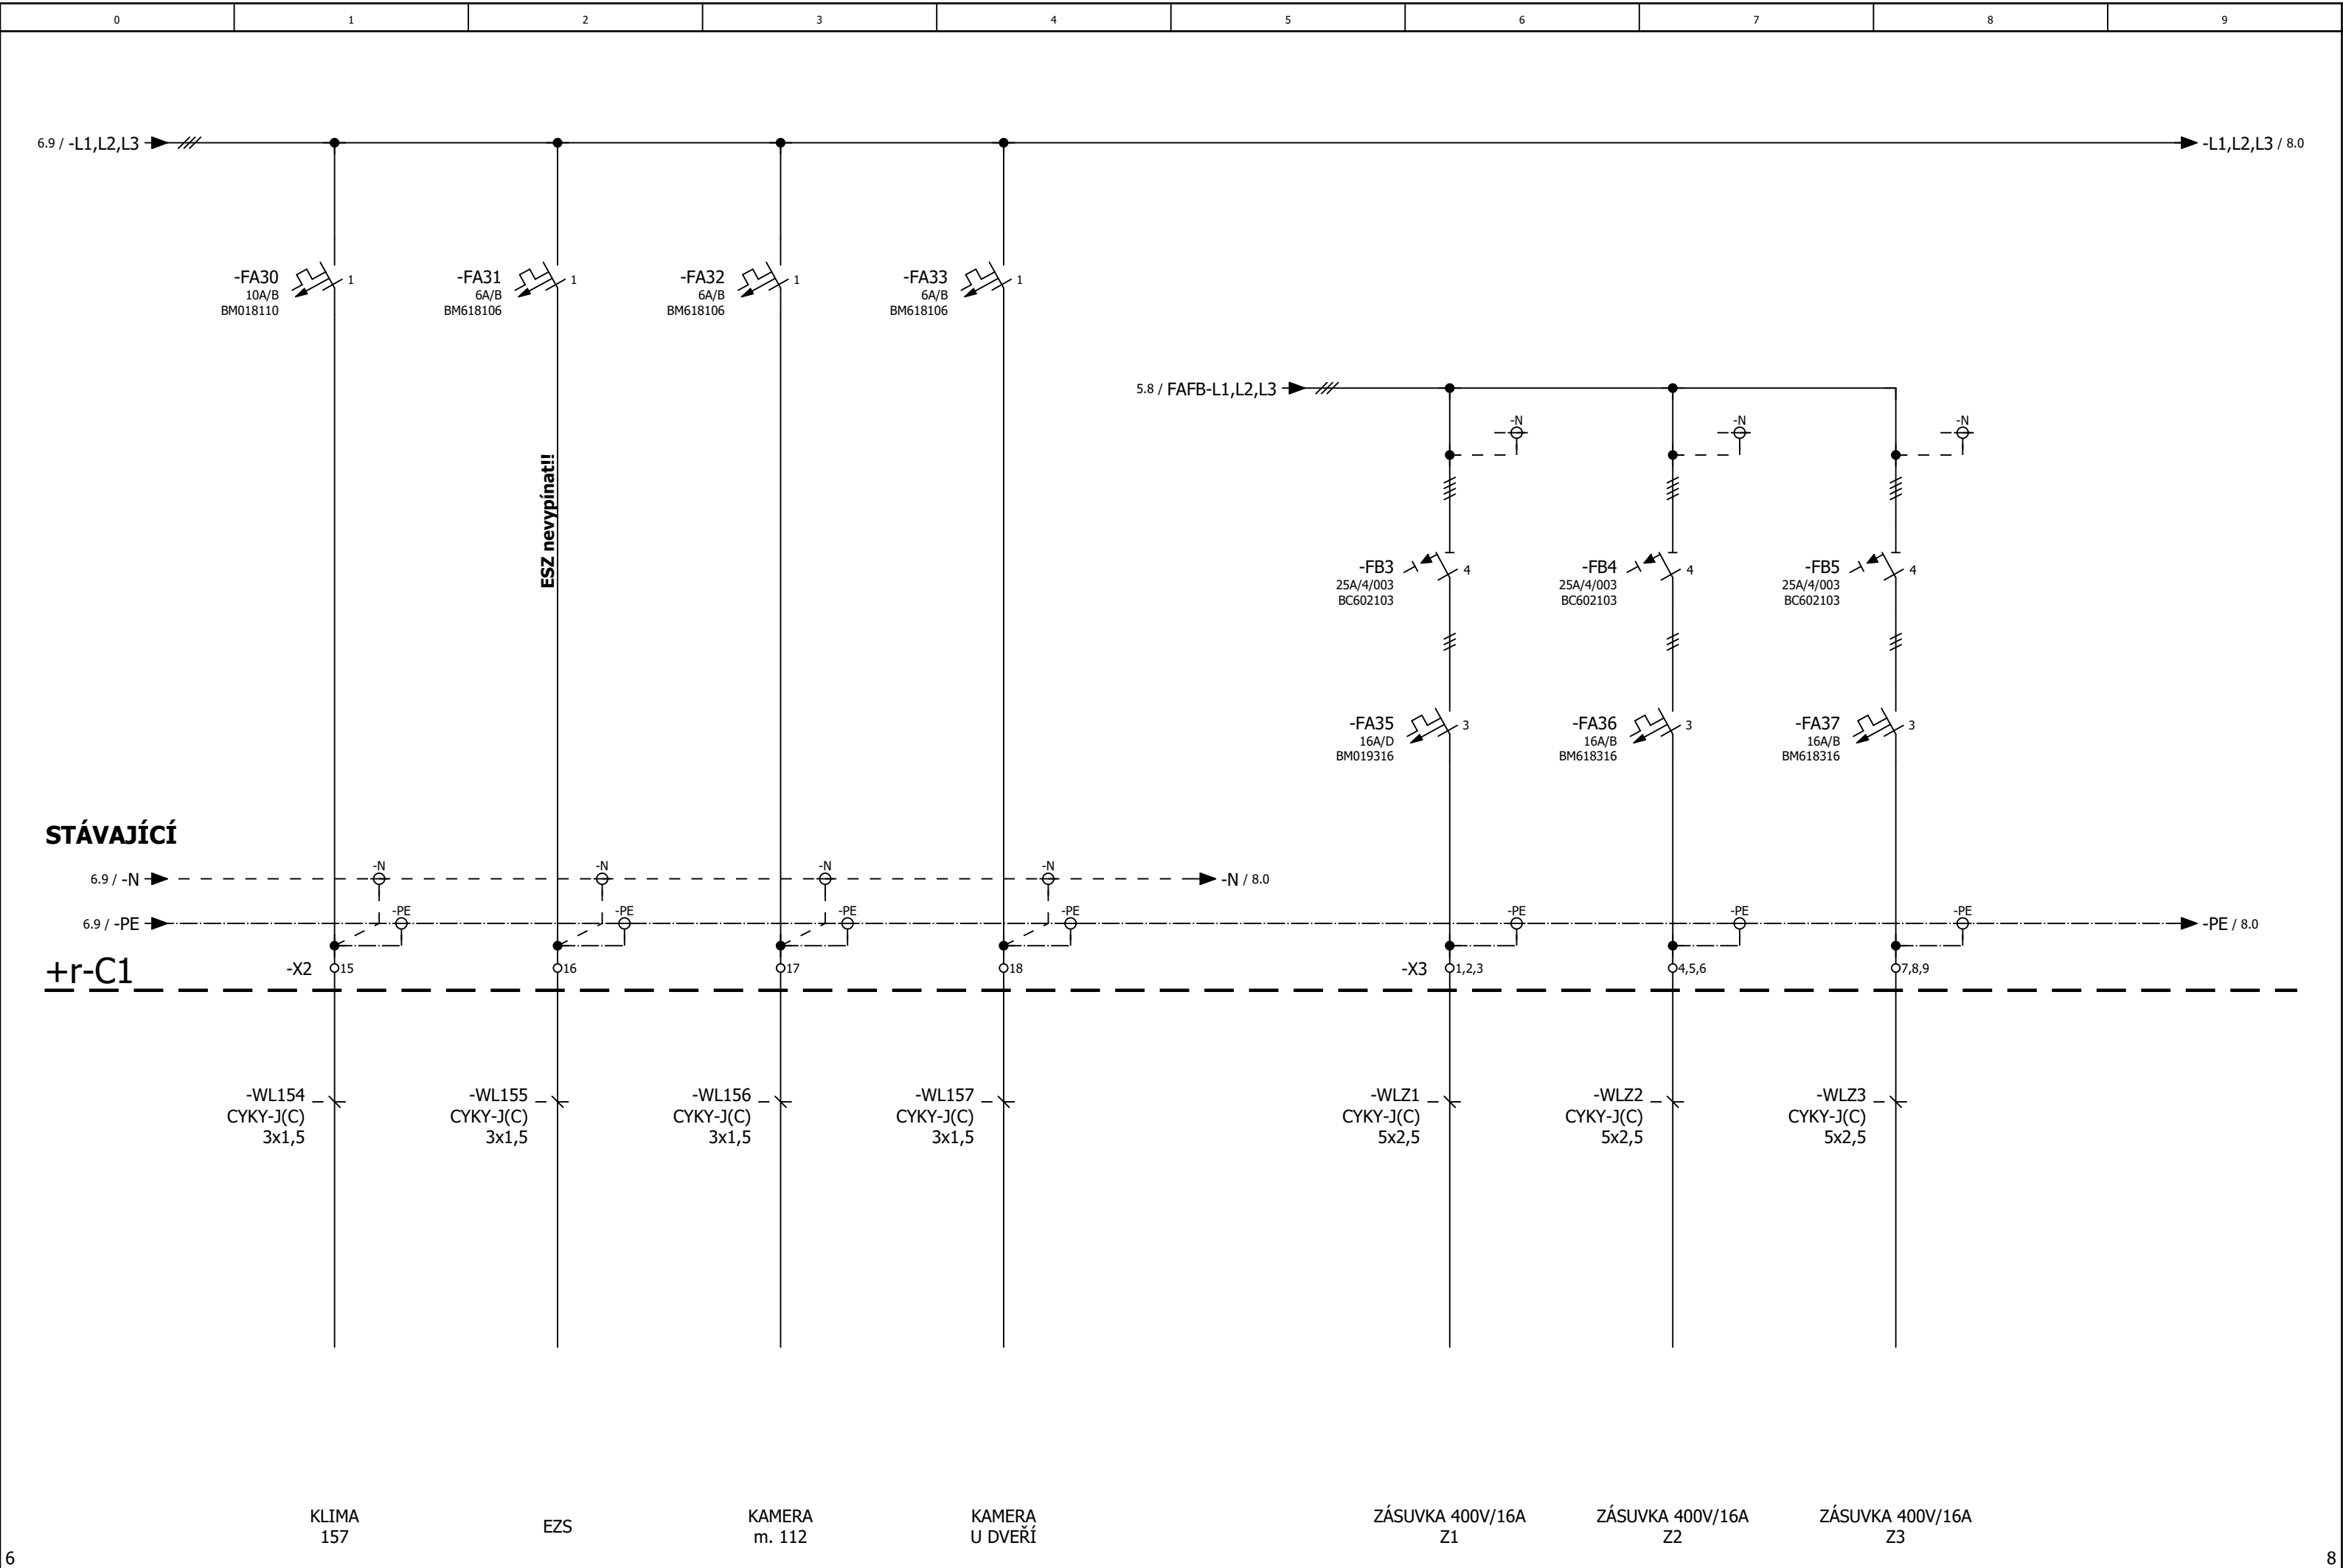 0 1 2 3 4 5 6 7 8 9
6.9 / -L1,L2,L3
-L1,L2,L3 / 8.0
-FA30
10A/B
BM018110
1
-FA31
6A/B
BM618106
1
-FA32
6A/B
BM618106
1
-FA33
6A/B
BM618106
1
5.8 / FAFB-L1,L2,L3
-N
-N
-N
ESZ nevypínat!!
-FB3
25A/4/003
BC602103
4
-FB4
25A/4/003
BC602103
4
-FB5
25A/4/003
BC602103
4
-FA35
16A/D
BM019316
3
-FA36
16A/B
BM618316
3
-FA37
16A/B
BM618316
3
STÁVAJÍCÍ
6.9 / -N
-N
-N
-N
-N
-N / 8.0
6.9 / -PE
-PE
-PE
-PE
-PE
-PE
-PE
-PE
-PE / 8.0
+r-C1
-X2
15
16
17
18
-X3
1,2,3
4,5,6
7,8,9
-WL154
CYKY-J(C)
3x1,5
-WL155
CYKY-J(C)
3x1,5
-WL156
CYKY-J(C)
3x1,5
-WL157
CYKY-J(C)
3x1,5
-WLZ1
CYKY-J(C)
5x2,5
-WLZ2
CYKY-J(C)
5x2,5
-WLZ3
CYKY-J(C)
5x2,5
KLIMA
157
EZS
KAMERA
m. 112
KAMERA
U DVEŘÍ
ZÁSUVKA 400V/16A
Z1
ZÁSUVKA 400V/16A
Z2
ZÁSUVKA 400V/16A
Z3
6
8